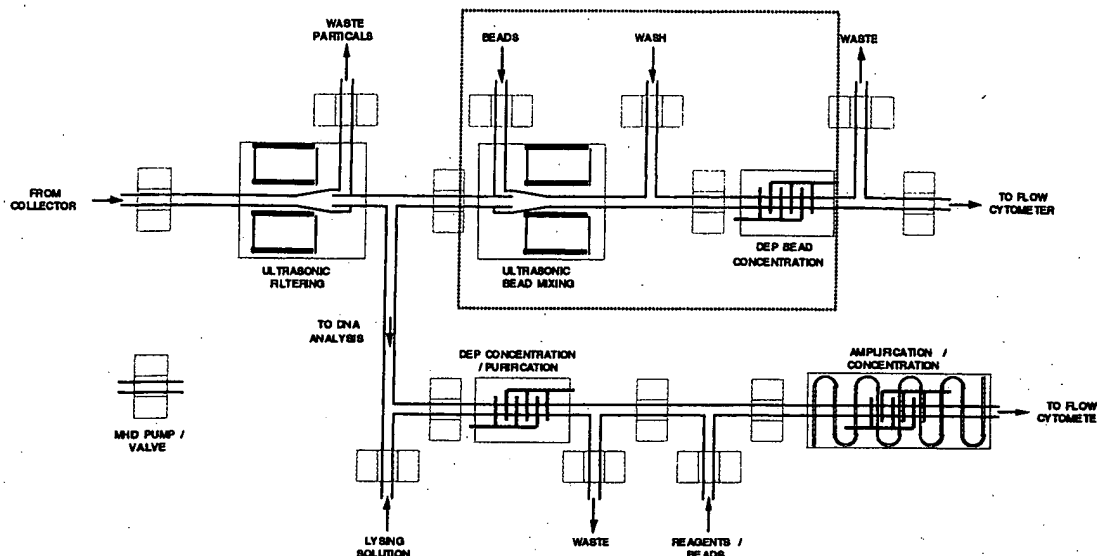 WASTE
PARTICALS
BEADS
WASH
WASTE
FROM
COLLECTOR
TO FLOW
CYTOMETER
ULTRASONIC
FILTERING
ULTRASONIC
BEAD MIXING
DEP BEAD
CONCENTRATION
TO DNA
ANALYSIS
DEP CONCENTRATION
/ PURIFICATION
AMPLIFICATION /
CONCENTRATION
TO FLOW
CYTOMETE
MHD PUMP /
VALVE
LYSING
SOLUTION
WASTE
REAGENTS /
BEADS